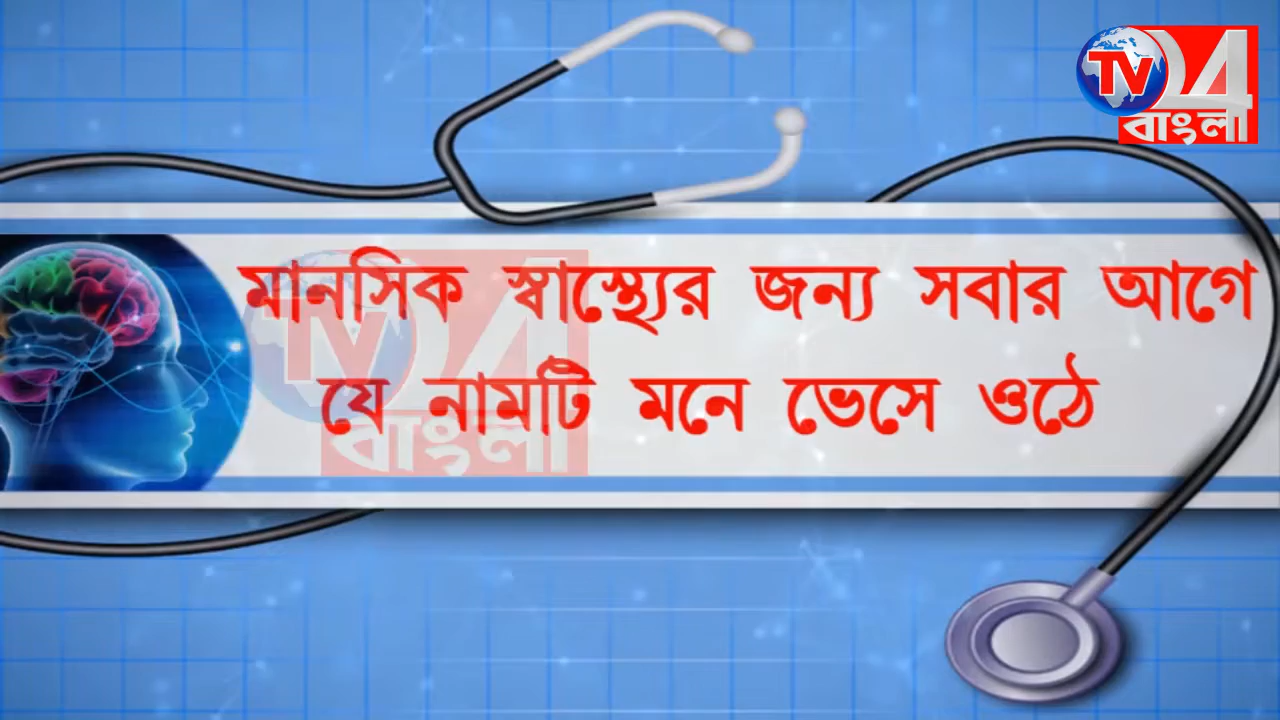 TV 24
বাংলা
মানসিক স্বাস্থ্যের জন্য সবার আগে
যে নামটি মনে ভেসে ওঠে
TV 24
বাংলা